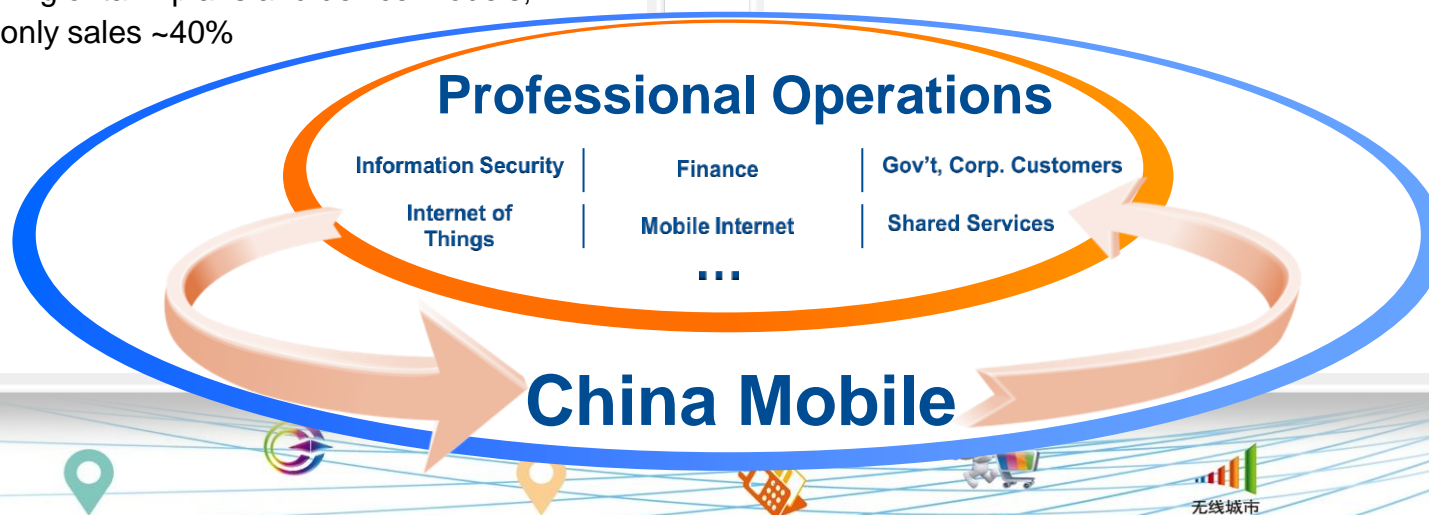 only sales ~40%
Professional Operations
Information Security
Finance
Gov't, Corp. Customers
Internet of
Things
Mobile Internet
Shared Services
...
China Mobile
无线城市